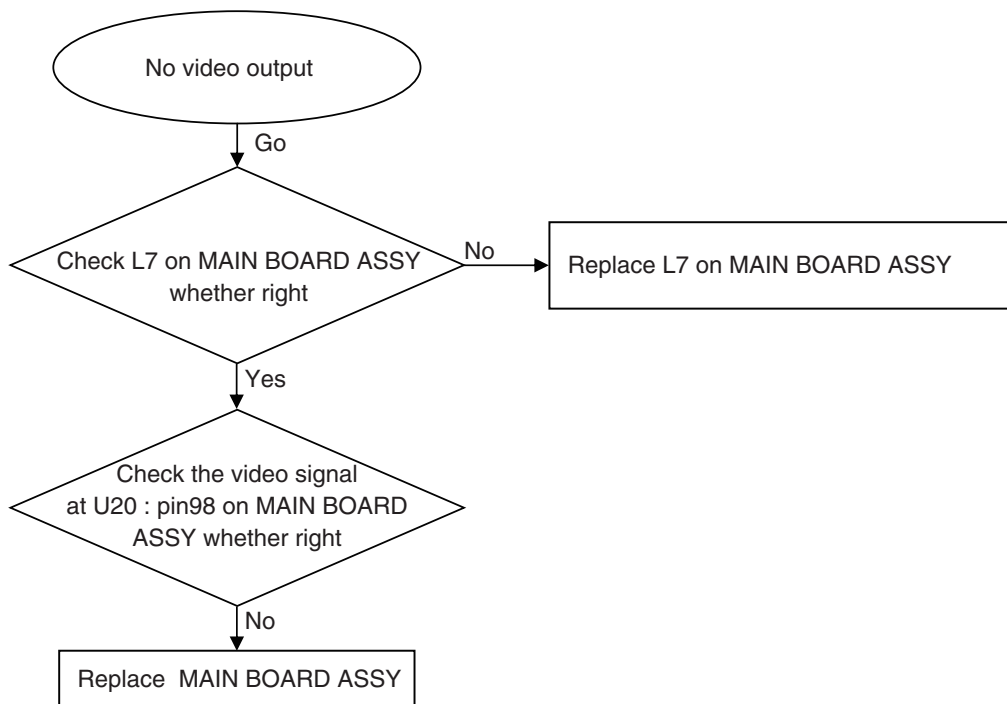 No video output
Go
Check L7 on MAIN BOARD ASSY
whether right
No
Replace L7 on MAIN BOARD ASSY
Yes
Check the video signal
at U20 : pin98 on MAIN BOARD
ASSY whether right
No
Replace  MAIN BOARD ASSY